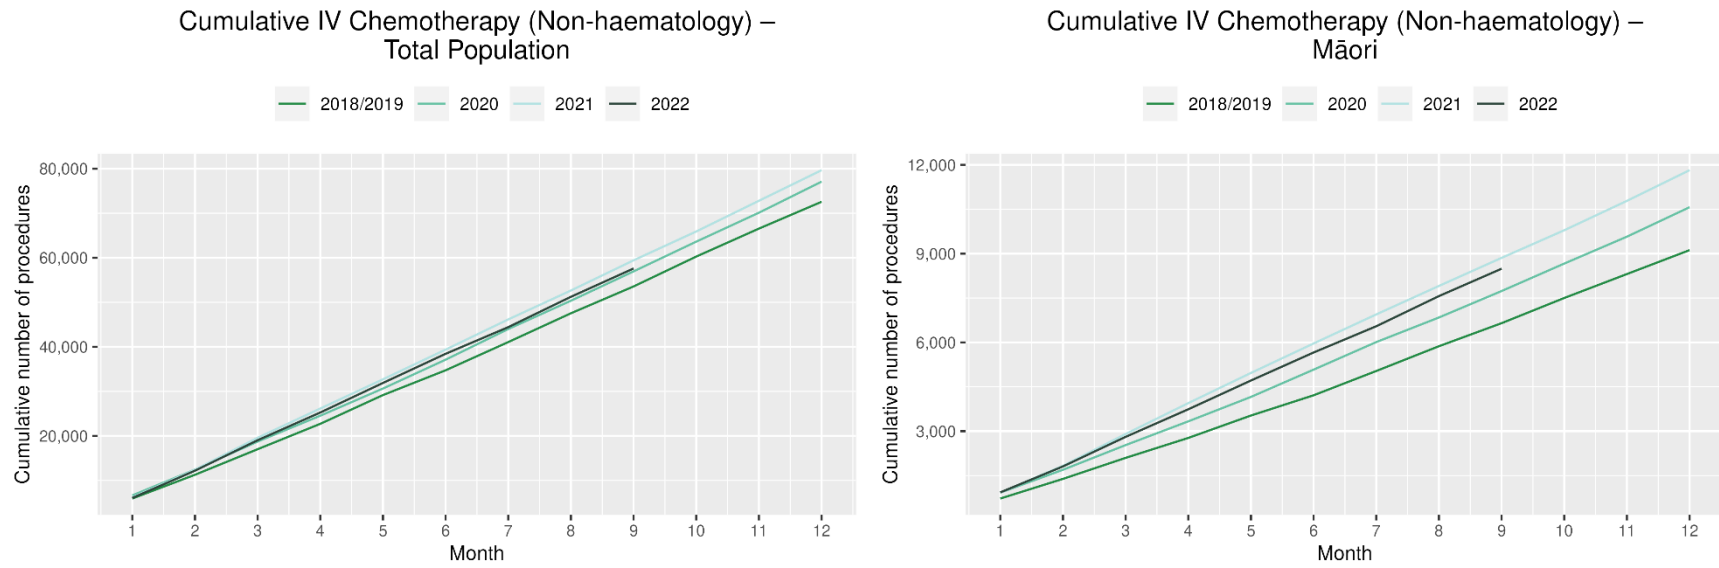 Cumulative IV Chemotherapy (Non-haematology) –
Total Population
2018/2019 2020 2021 2022
80,000
60,000
40,000
20,000
Cumulative number of procedures
1 2 3 4 5 6 7 8 9 10 11 12
Month
Cumulative IV Chemotherapy (Non-haematology) –
Māori
2018/2019 2020 2021 2022
12,000
9,000
6,000
3,000
Cumulative number of procedures
1 2 3 4 5 6 7 8 9 10 11 12
Month